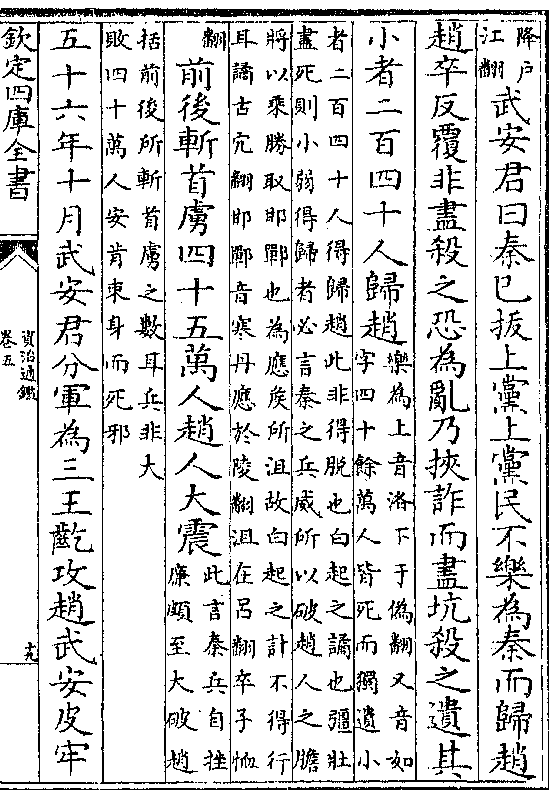 降户
江翻
武安君曰秦已㧞上黨上黨民不樂為秦而歸趙
趙卒反覆非盡殺之恐為亂乃挾詐而盡坑殺之遺其
小者二百四十人歸趙
樂為上音洛下于偽翻又音如
字四十餘萬人皆死而獨遺小
者二百四十人得歸趙此非得脱也白起之譎也彊壯
盡死則小弱得歸者必言秦之兵威所以破趙人之膽
將以乘勝取邯鄲也為應侯所沮故白起之計不得行
耳譎古宂翻邯鄲音寒丹應於陵翻沮在呂翻卒子恤
翻
前後斬首虜四十五萬人趙人大震
此言秦兵自挫
廉頗至大破趙
括前後所斬首虜之數耳兵非大
敗四十萬人安肯束身而死邪
五十六年十月武安君分軍為三王齕攻趙武安皮牢
欽定四庫全書
資治通鑑
卷五